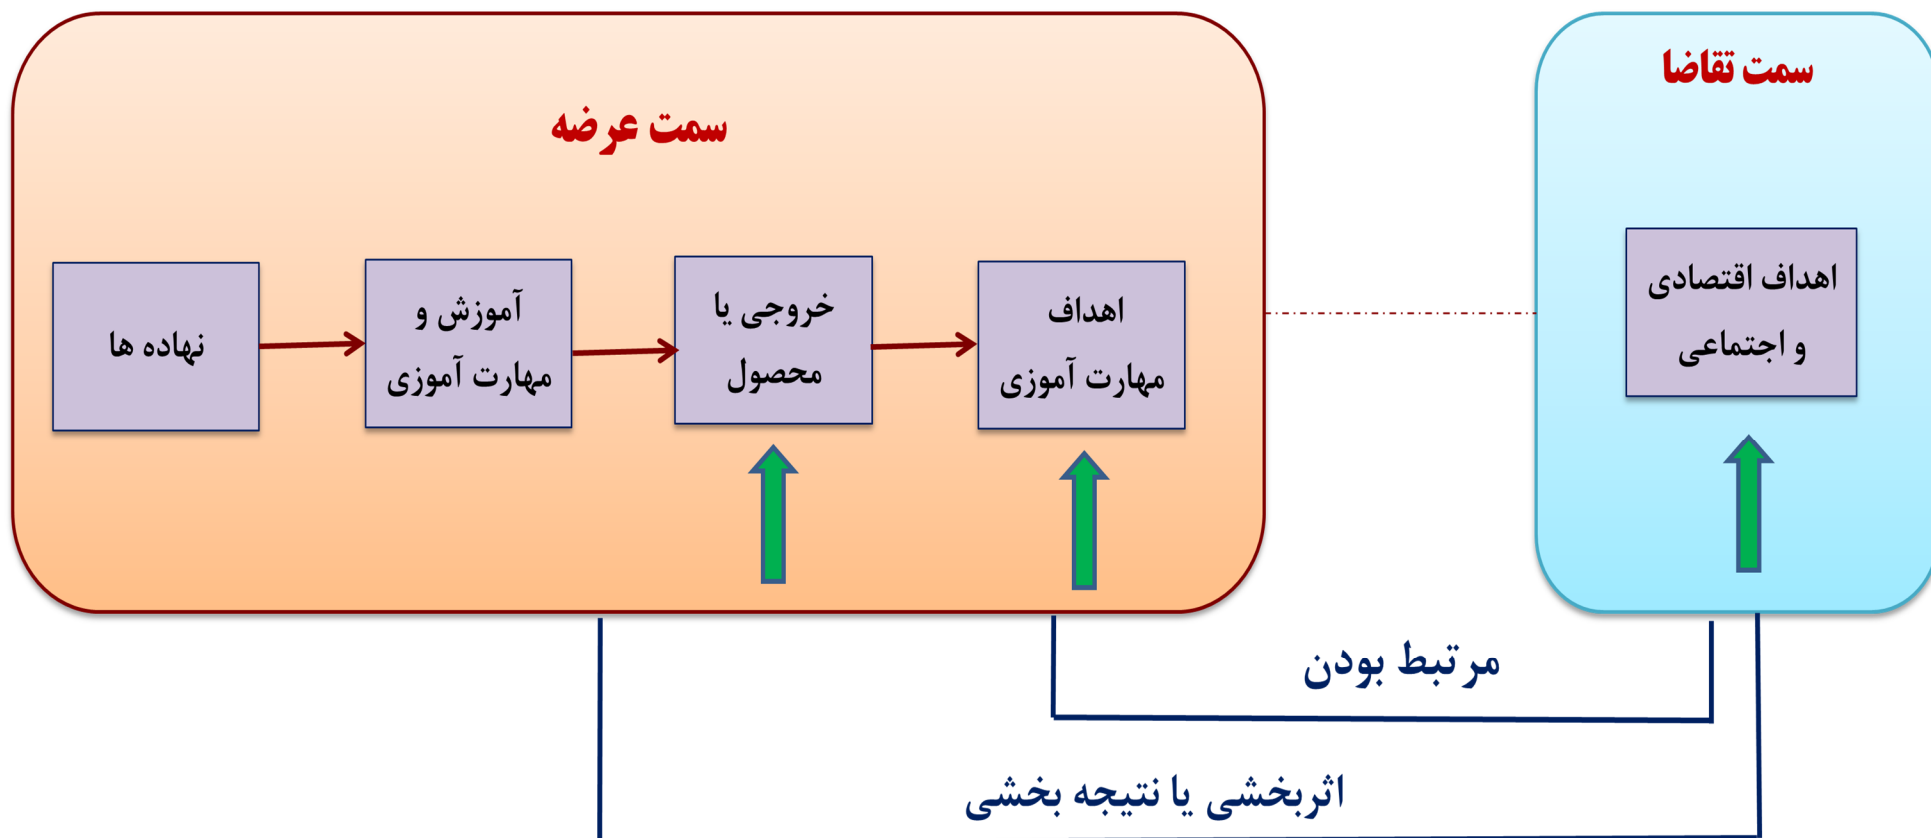 سمت تقاضا
سمت عرضه
اهداف اقتصادی
و اجتماعی
اهداف
مهارت آموزی
خروجی یا
محصول
آموزش و
مهارت آموزی
نهاده ها
مرتبط بودن
اثربخشی یا نتیجه بخشی